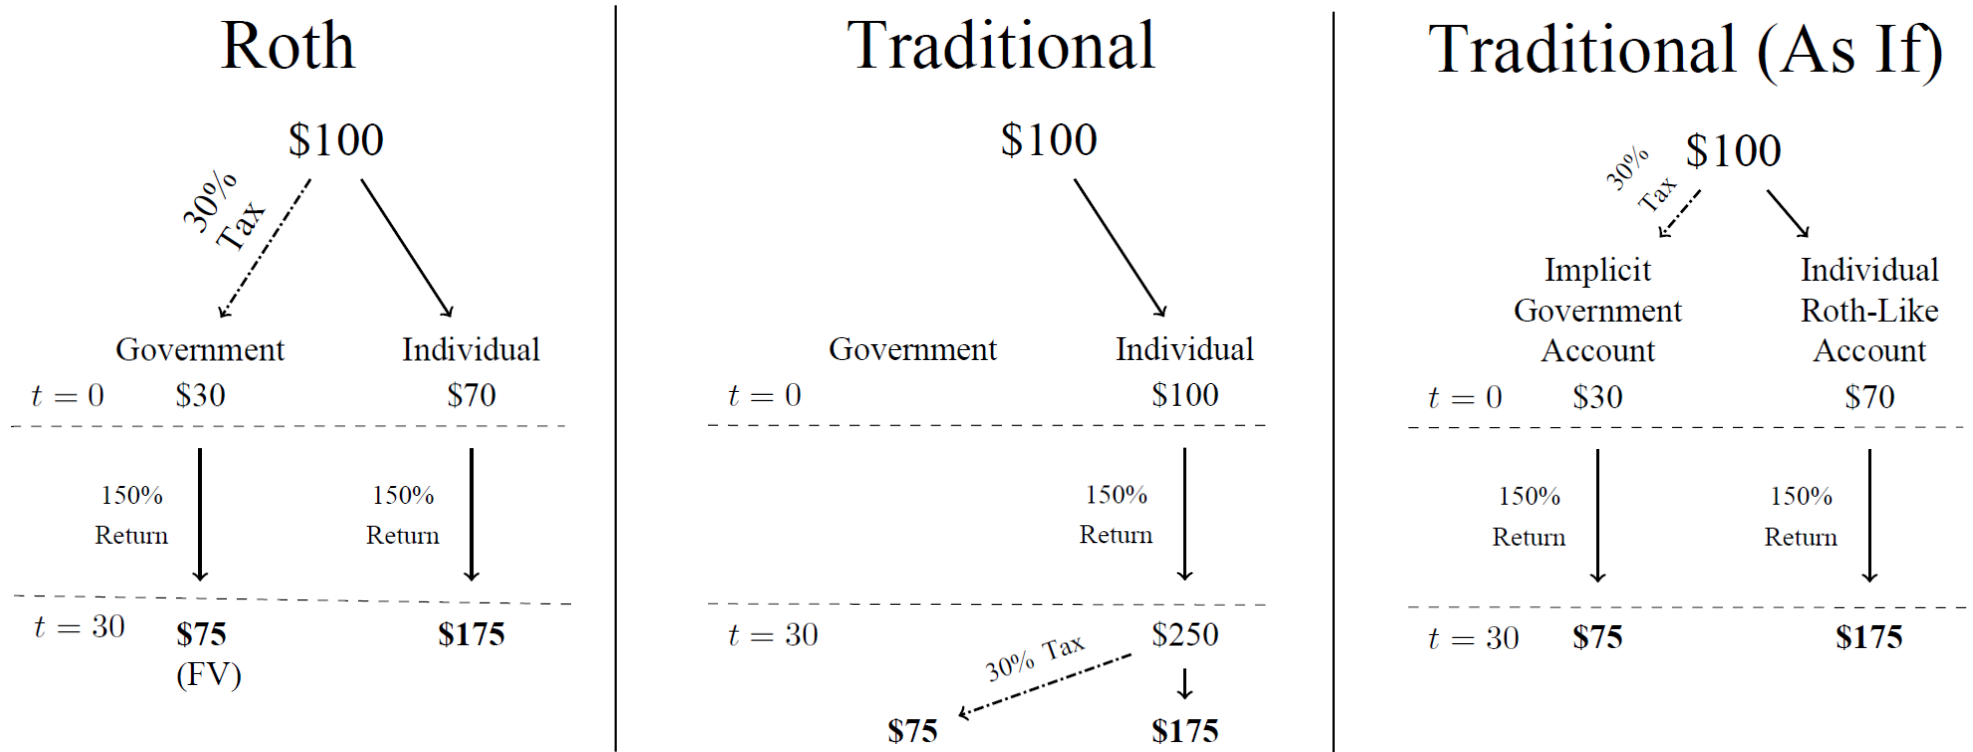 Roth
$100
30%
Tax
Government Individual
t = 0 $30 $70
150% 150%
Return Return
t = 30 $75 $175
(FV)
Traditional
$100
Government Individual
t = 0 $100
150%
Return
t = 30 $250
30% Tax
$75 $175
Traditional (As If)
$100
30%
Tax
Implicit Individual
Government Roth-Like
Account Account
t = 0 $30 $70
150% 150%
Return Return
t = 30 $75 $175